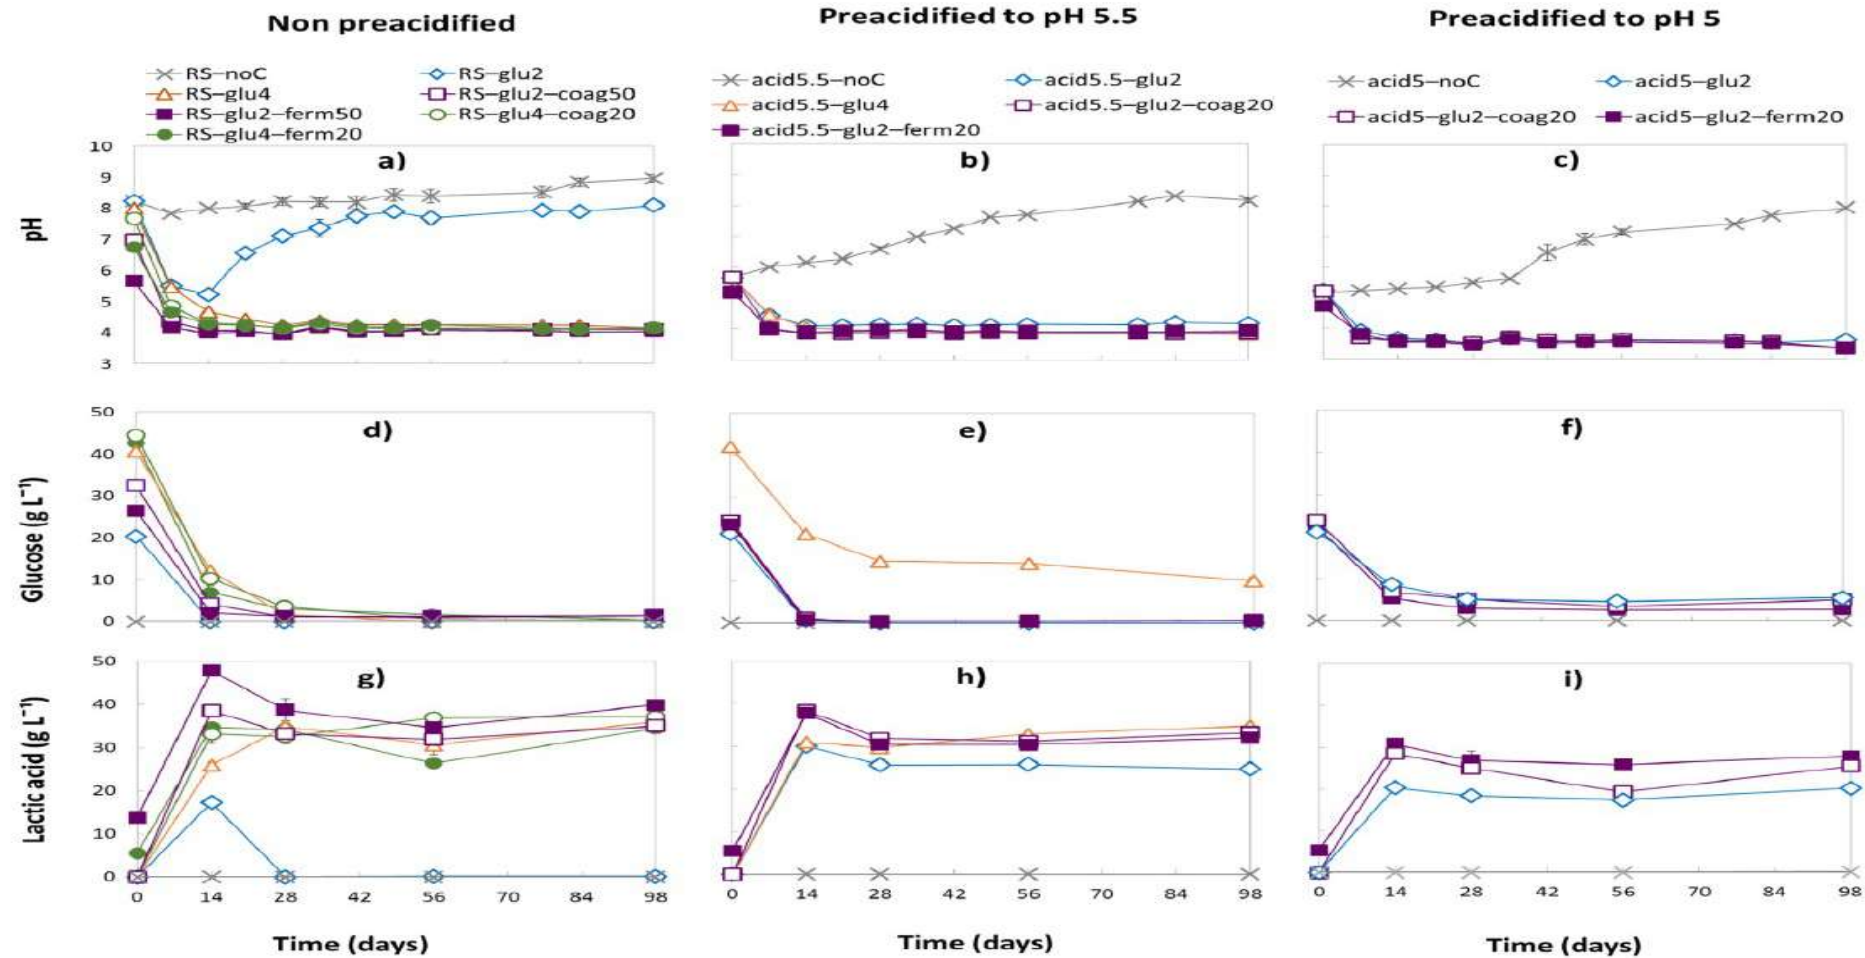 Non preacidified
Preacidified to pH 5.5
Preacidified to pH 5
RS–noC
RS–glu2
RS–glu4
RS–glu2–coag50
RS–glu2–ferm50
RS–glu4–coag20
RS–glu4–ferm20
acid5.5–noC
acid5.5–glu2
acid5.5–glu4
acid5.5–glu2–coag20
acid5.5–glu2–ferm20
acid5–noC
acid5–glu2
acid5–glu2–coag20
acid5–glu2–ferm20
pH
10
9
8
7
6
5
4
3
a)
b)
c)
Glucose (g L⁻¹)
50
40
30
20
10
0
d)
e)
f)
Lactic acid (g L⁻¹)
50
40
30
20
10
0
g)
h)
i)
0 14 28 42 56 70 84 98
0 14 28 42 56 70 84 98
0 14 28 42 56 70 84 98
Time (days)
Time (days)
Time (days)